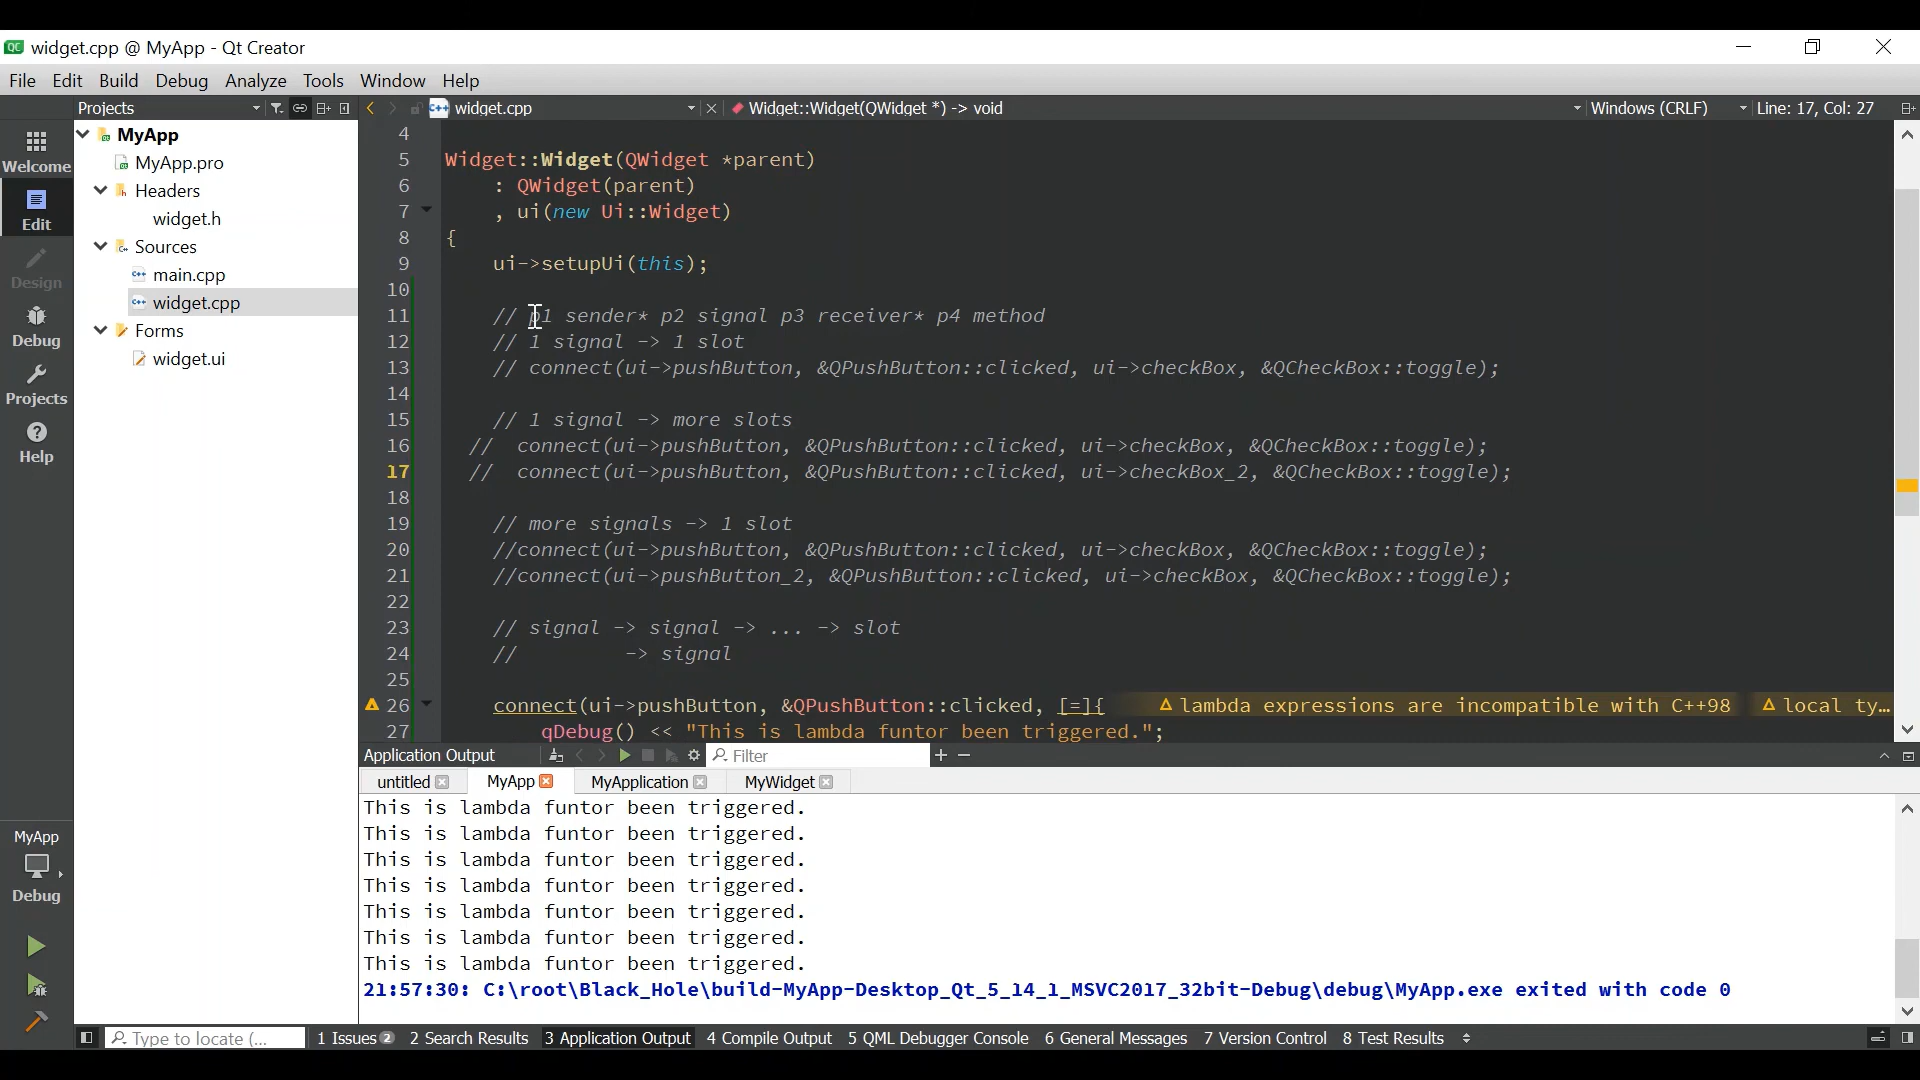 QC widget.cpp @ MyApp - Qt Creator
File Edit Build Debug Analyze Tools Window Help
Projects
widget.cpp
Widget::Widget(QWidget *) -> void
Windows (CRLF)
Line: 17, Col: 27
Welcome
Edit
Design
Debug
Projects
Help
MyApp
Debug
MyApp
MyApp.pro
Headers
widget.h
Sources
main.cpp
widget.cpp
Forms
widget.ui
4
5 Widget::Widget(QWidget *parent)
6 : QWidget(parent)
7 , ui(new Ui::Widget)
8 {
9 ui->setupUi(this);
10
11 // p1 sender* p2 signal p3 receiver* p4 method
12 // 1 signal -> 1 slot
13 // connect(ui->pushButton, &QPushButton::clicked, ui->checkBox, &QCheckBox::toggle);
14
15 // 1 signal -> more slots
16 // connect(ui->pushButton, &QPushButton::clicked, ui->checkBox, &QCheckBox::toggle);
17 // connect(ui->pushButton, &QPushButton::clicked, ui->checkBox_2, &QCheckBox::toggle);
18
19 // more signals -> 1 slot
20 //connect(ui->pushButton, &QPushButton::clicked, ui->checkBox, &QCheckBox::toggle);
21 //connect(ui->pushButton_2, &QPushButton::clicked, ui->checkBox, &QCheckBox::toggle);
22
23 // signal -> signal -> ... -> slot
24 // -> signal
25
26 connect(ui->pushButton, &QPushButton::clicked, [=]{ lambda expressions are incompatible with C++98 local ty...
27 qDebug() << "This is lambda funtor been triggered.";
Application Output
Filter
untitled MyApp MyApplication MyWidget
This is lambda funtor been triggered.
This is lambda funtor been triggered.
This is lambda funtor been triggered.
This is lambda funtor been triggered.
This is lambda funtor been triggered.
This is lambda funtor been triggered.
This is lambda funtor been triggered.
21:57:30: C:\root\Black_Hole\build-MyApp-Desktop_Qt_5_14_1_MSVC2017_32bit-Debug\debug\MyApp.exe exited with code 0
Type to locate (... 1 Issues 2 2 Search Results 3 Application Output 4 Compile Output 5 QML Debugger Console 6 General Messages 7 Version Control 8 Test Results